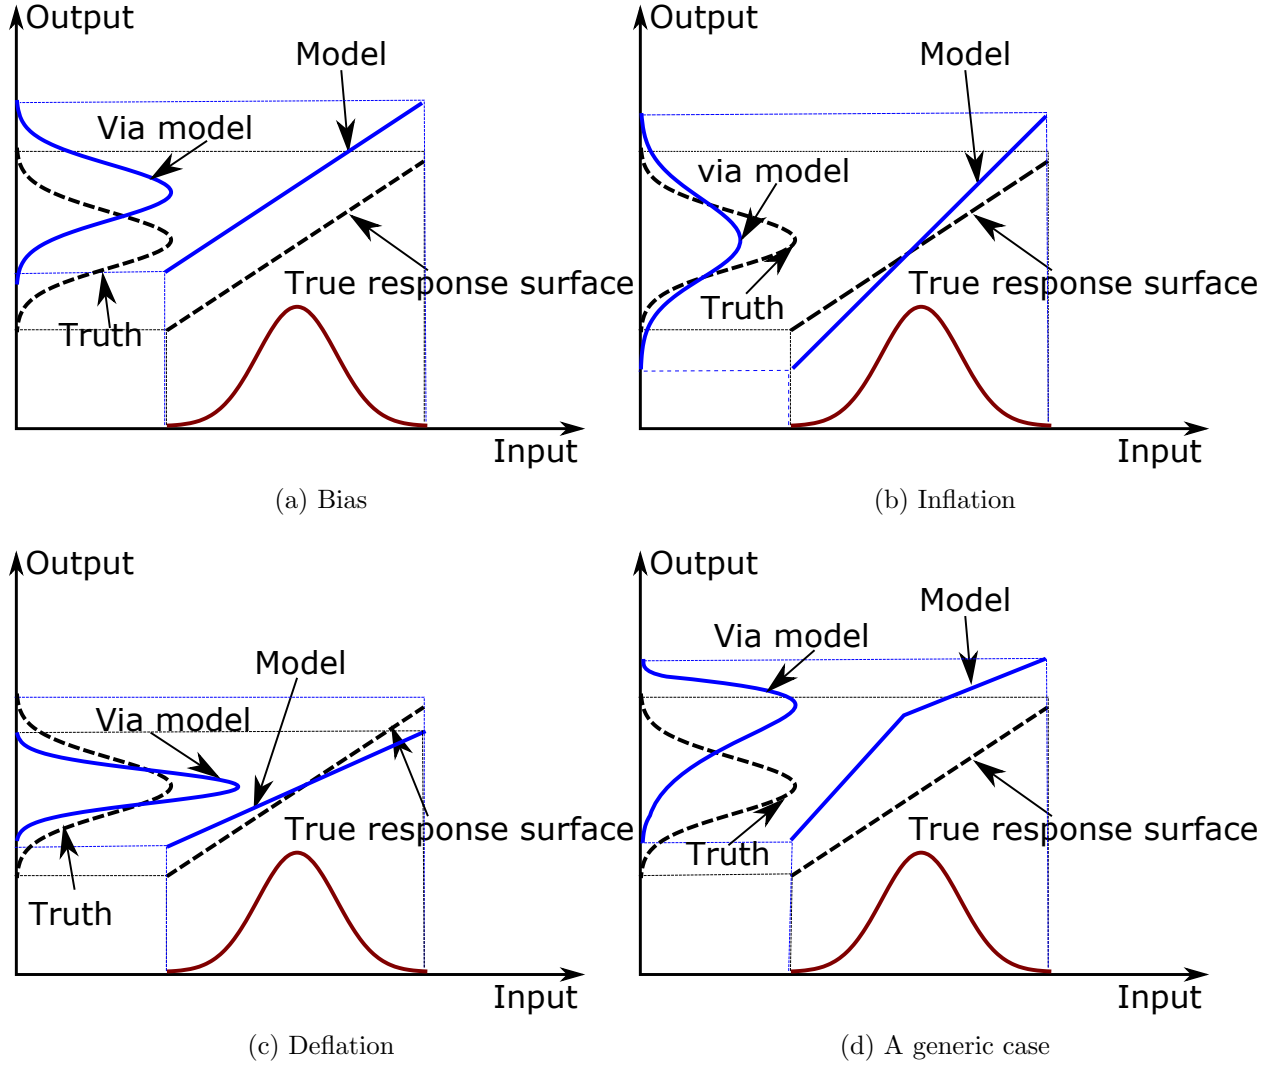 Output
Model
Via model
True response surface
Truth
Input
(a) Bias
Output
Model
via model
True response surface
Truth
Input
(b) Inflation
Output
Model
Via model
True response surface
Truth
Input
(c) Deflation
Output
Model
Via model
True response surface
Truth
Input
(d) A generic case